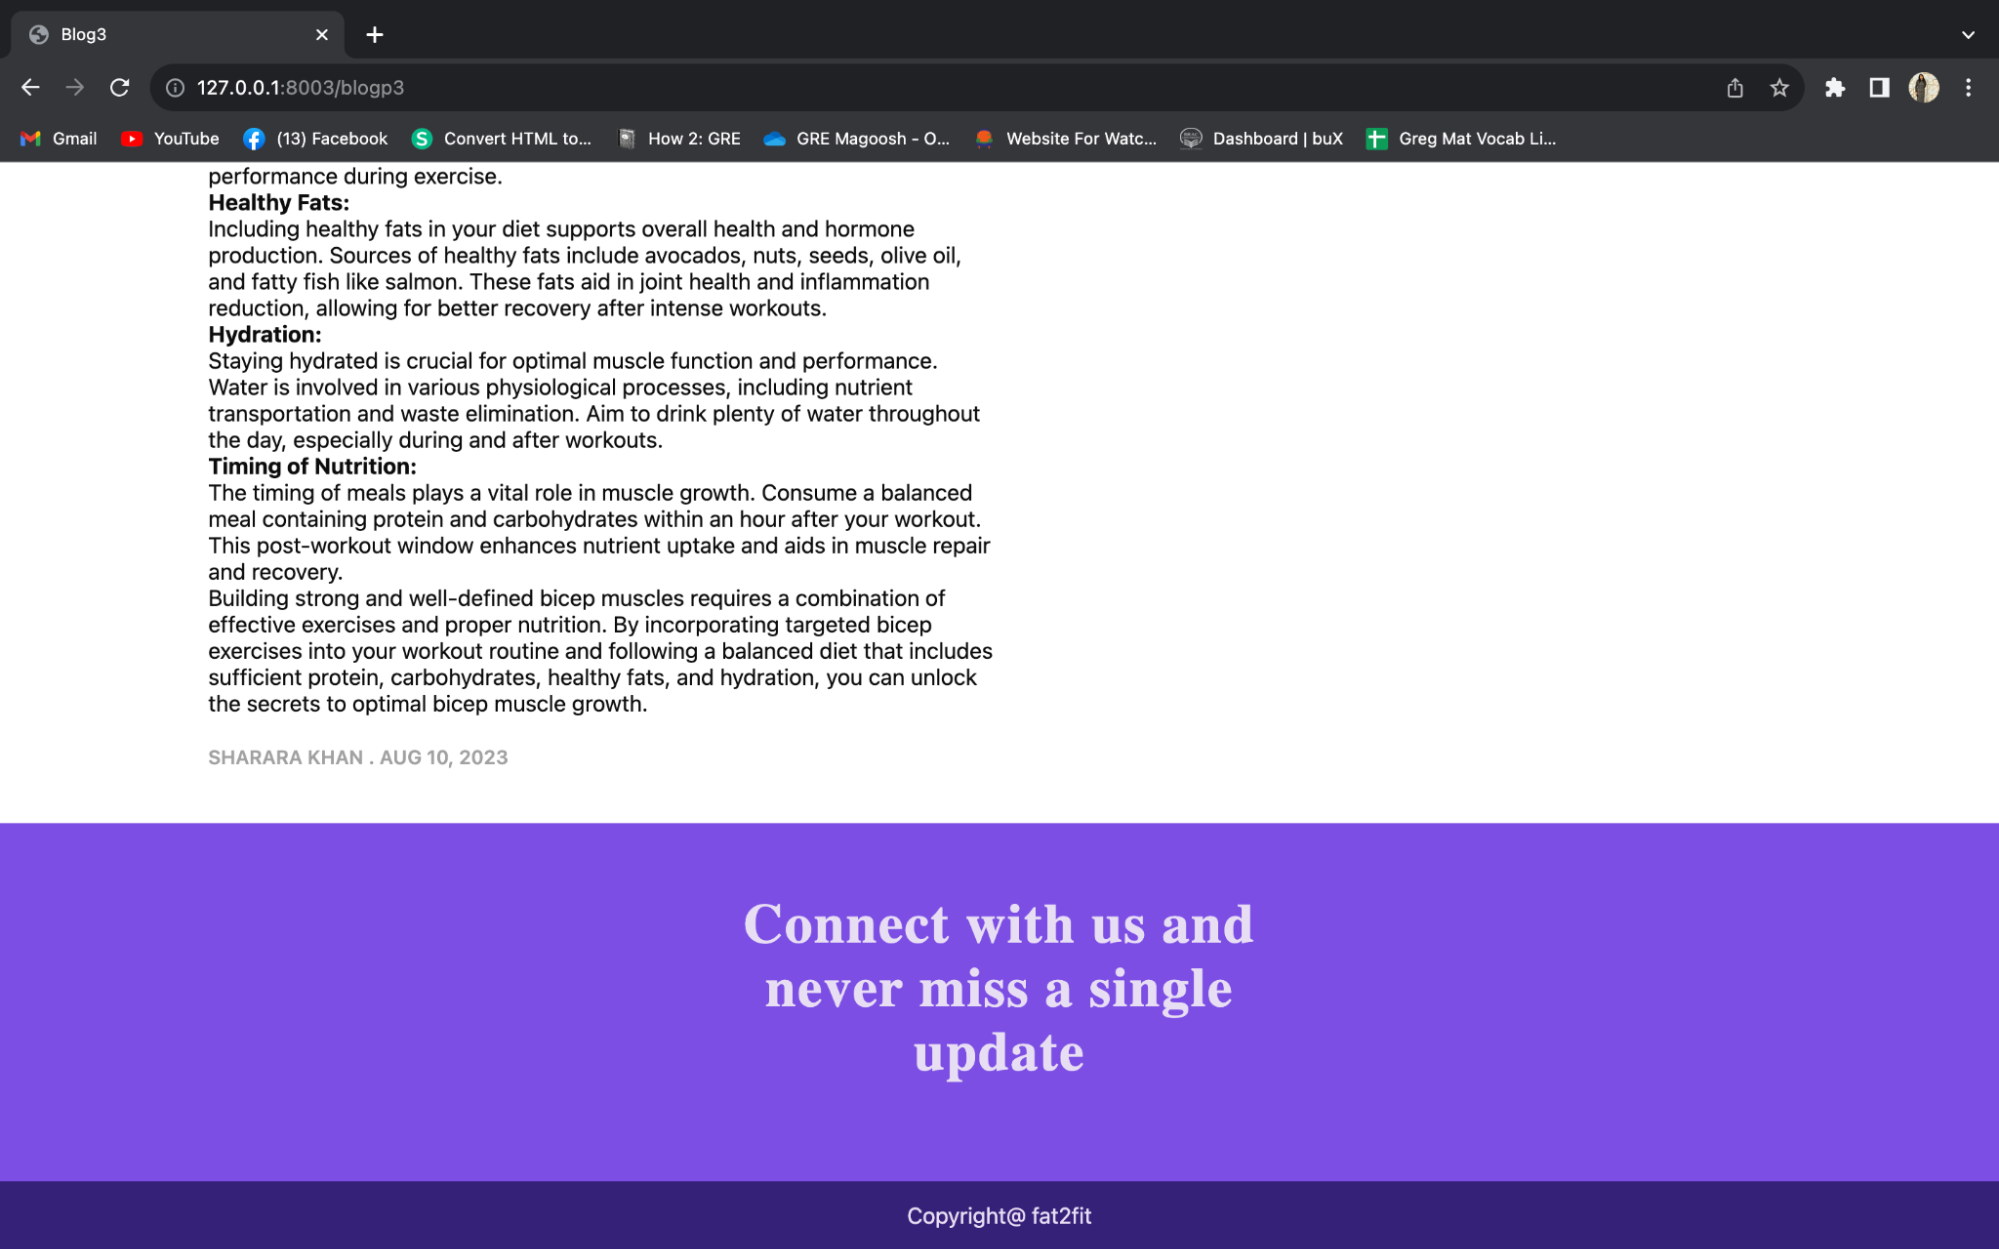 Blog3
127.0.0.1:8003/blogp3
Gmail
YouTube
(13) Facebook
Convert HTML to...
How 2: GRE
GRE Magoosh - O...
Website For Watc...
Dashboard | buX
Greg Mat Vocab Li...
performance during exercise.
Healthy Fats:
Including healthy fats in your diet supports overall health and hormone
production. Sources of healthy fats include avocados, nuts, seeds, olive oil,
and fatty fish like salmon. These fats aid in joint health and inflammation
reduction, allowing for better recovery after intense workouts.
Hydration:
Staying hydrated is crucial for optimal muscle function and performance.
Water is involved in various physiological processes, including nutrient
transportation and waste elimination. Aim to drink plenty of water throughout
the day, especially during and after workouts.
Timing of Nutrition:
The timing of meals plays a vital role in muscle growth. Consume a balanced
meal containing protein and carbohydrates within an hour after your workout.
This post-workout window enhances nutrient uptake and aids in muscle repair
and recovery.
Building strong and well-defined bicep muscles requires a combination of
effective exercises and proper nutrition. By incorporating targeted bicep
exercises into your workout routine and following a balanced diet that includes
sufficient protein, carbohydrates, healthy fats, and hydration, you can unlock
the secrets to optimal bicep muscle growth.
SHARARA KHAN . AUG 10, 2023
Connect with us and
never miss a single
update
Copyright@ fat2fit